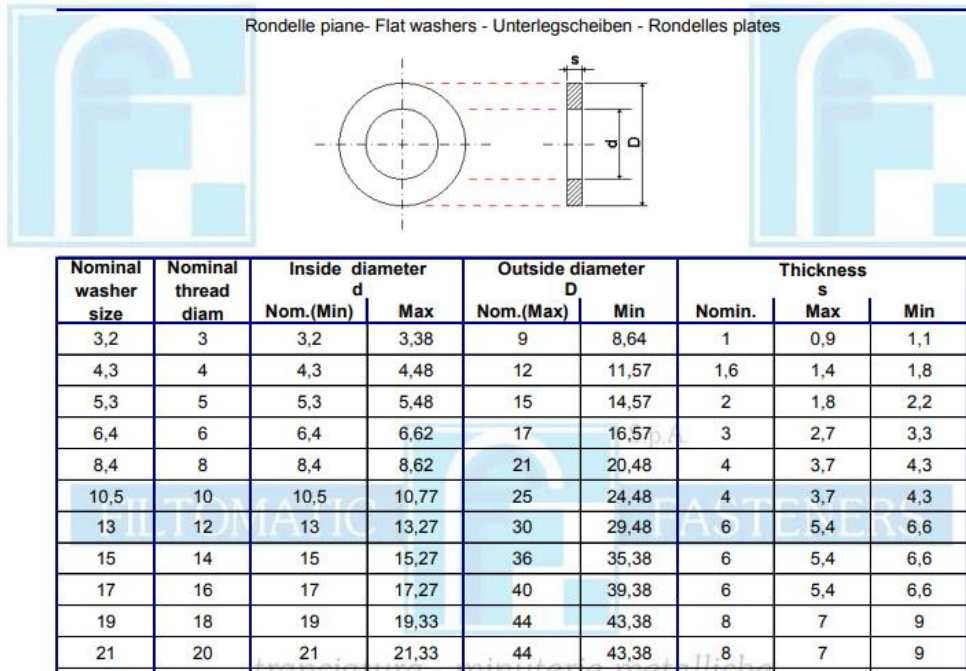 Rondelle piane- Flat washers - Unterlegscheiben - Rondelles plates
s
d
D
Nominal washer size Nominal thread diam Inside diameter d Outside diameter D Thickness s
Nom.(Min) Max Nom.(Max) Min Nomin. Max Min
3,2 3 3,2 3,38 9 8,64 1 0,9 1,1
4,3 4 4,3 4,48 12 11,57 1,6 1,4 1,8
5,3 5 5,3 5,48 15 14,57 2 1,8 2,2
6,4 6 6,4 6,62 17 16,57 3 2,7 3,3
S.p.A.
8,4 8 8,4 8,62 21 20,48 4 3,7 4,3
10,5 10 10,5 10,77 25 24,48 4 3,7 4,3
FILTOMATIC FASTENERS
13 12 13 13,27 30 29,48 6 5,4 6,6
15 14 15 15,27 36 35,38 6 5,4 6,6
17 16 17 17,27 40 39,38 6 5,4 6,6
19 18 19 19,33 44 43,38 8 7 9
21 20 21 21,33 44 43,38 8 7 9
tranciatura - minuterie metalliche